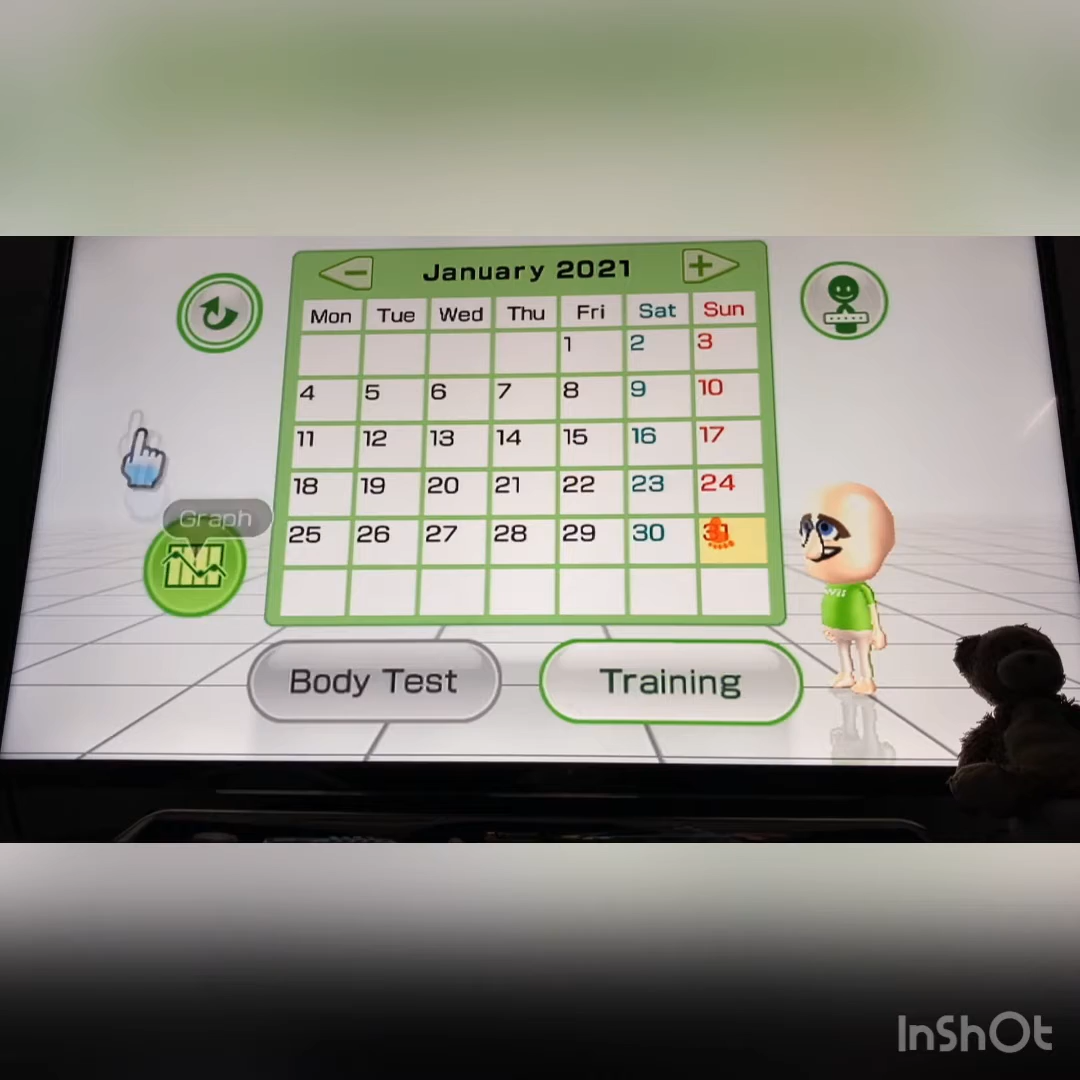 January 2021
Mon Tue Wed Thu Fri Sat Sun
1 2 3
4 5 6 7 8 9 10
11 12 13 14 15 16 17
18 19 20 21 22 23 24
Graph
25 26 27 28 29 30 31
Body Test Training
InShOt